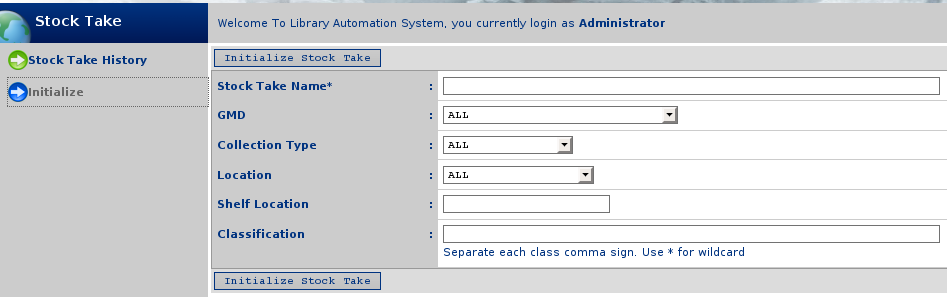 Stock Take
Welcome To Library Automation System, you currently login as Administrator
Stock Take History
Initialize
Initialize Stock Take
Stock Take Name* :
GMD : ALL
Collection Type : ALL
Location : ALL
Shelf Location :
Classification :
Separate each class comma sign. Use * for wildcard
Initialize Stock Take